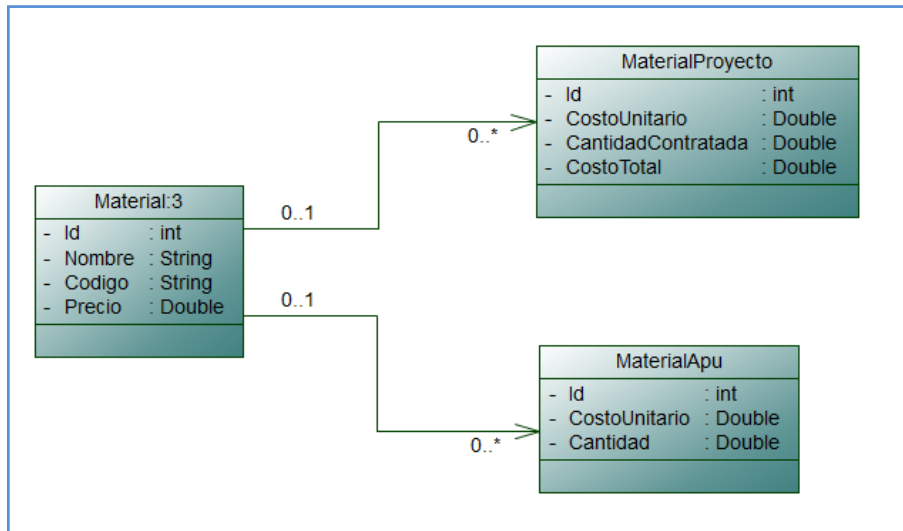 MaterialProyecto
- Id : int
- CostoUnitario : Double
- CantidadContratada : Double
- CostoTotal : Double
0..*
Material:3
- Id : int
- Nombre : String
- Codigo : String
- Precio : Double
0..1
0..1
MaterialApu
- Id : int
- CostoUnitario : Double
- Cantidad : Double
0..*